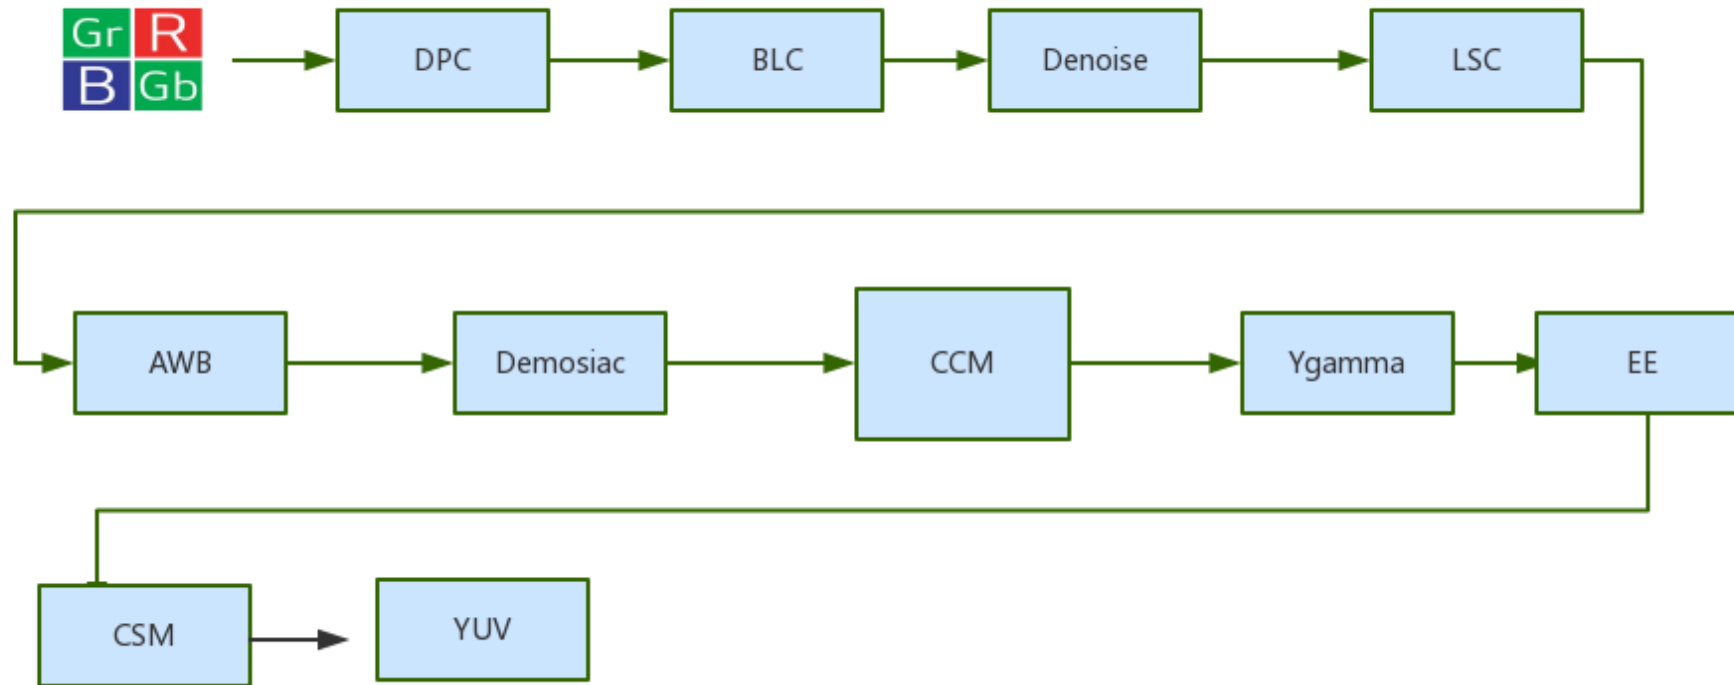 Gr R
B Gb
DPC
BLC
Denoise
LSC
AWB
Demosiac
CCM
Ygamma
EE
CSM
YUV